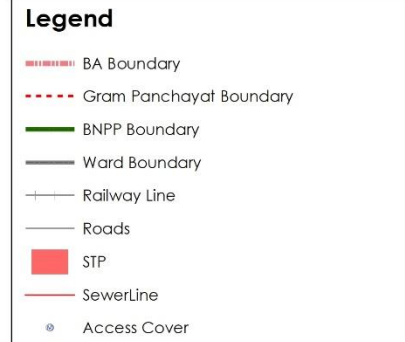 Legend
BA Boundary
Gram Panchayat Boundary
BNPP Boundary
Ward Boundary
Railway Line
Roads
STP
SewerLine
Access Cover